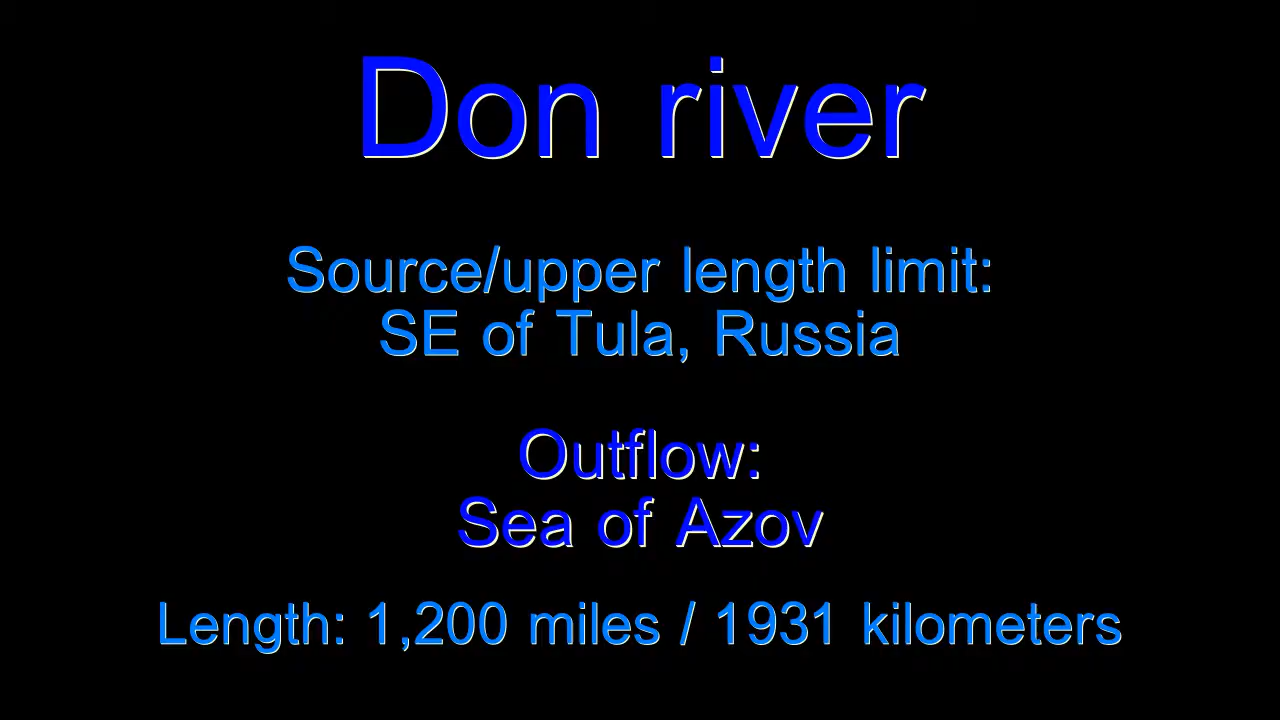 Don river
Source/upper length limit:
SE of Tula, Russia
Outflow:
Sea of Azov
Length: 1,200 miles / 1931 kilometers